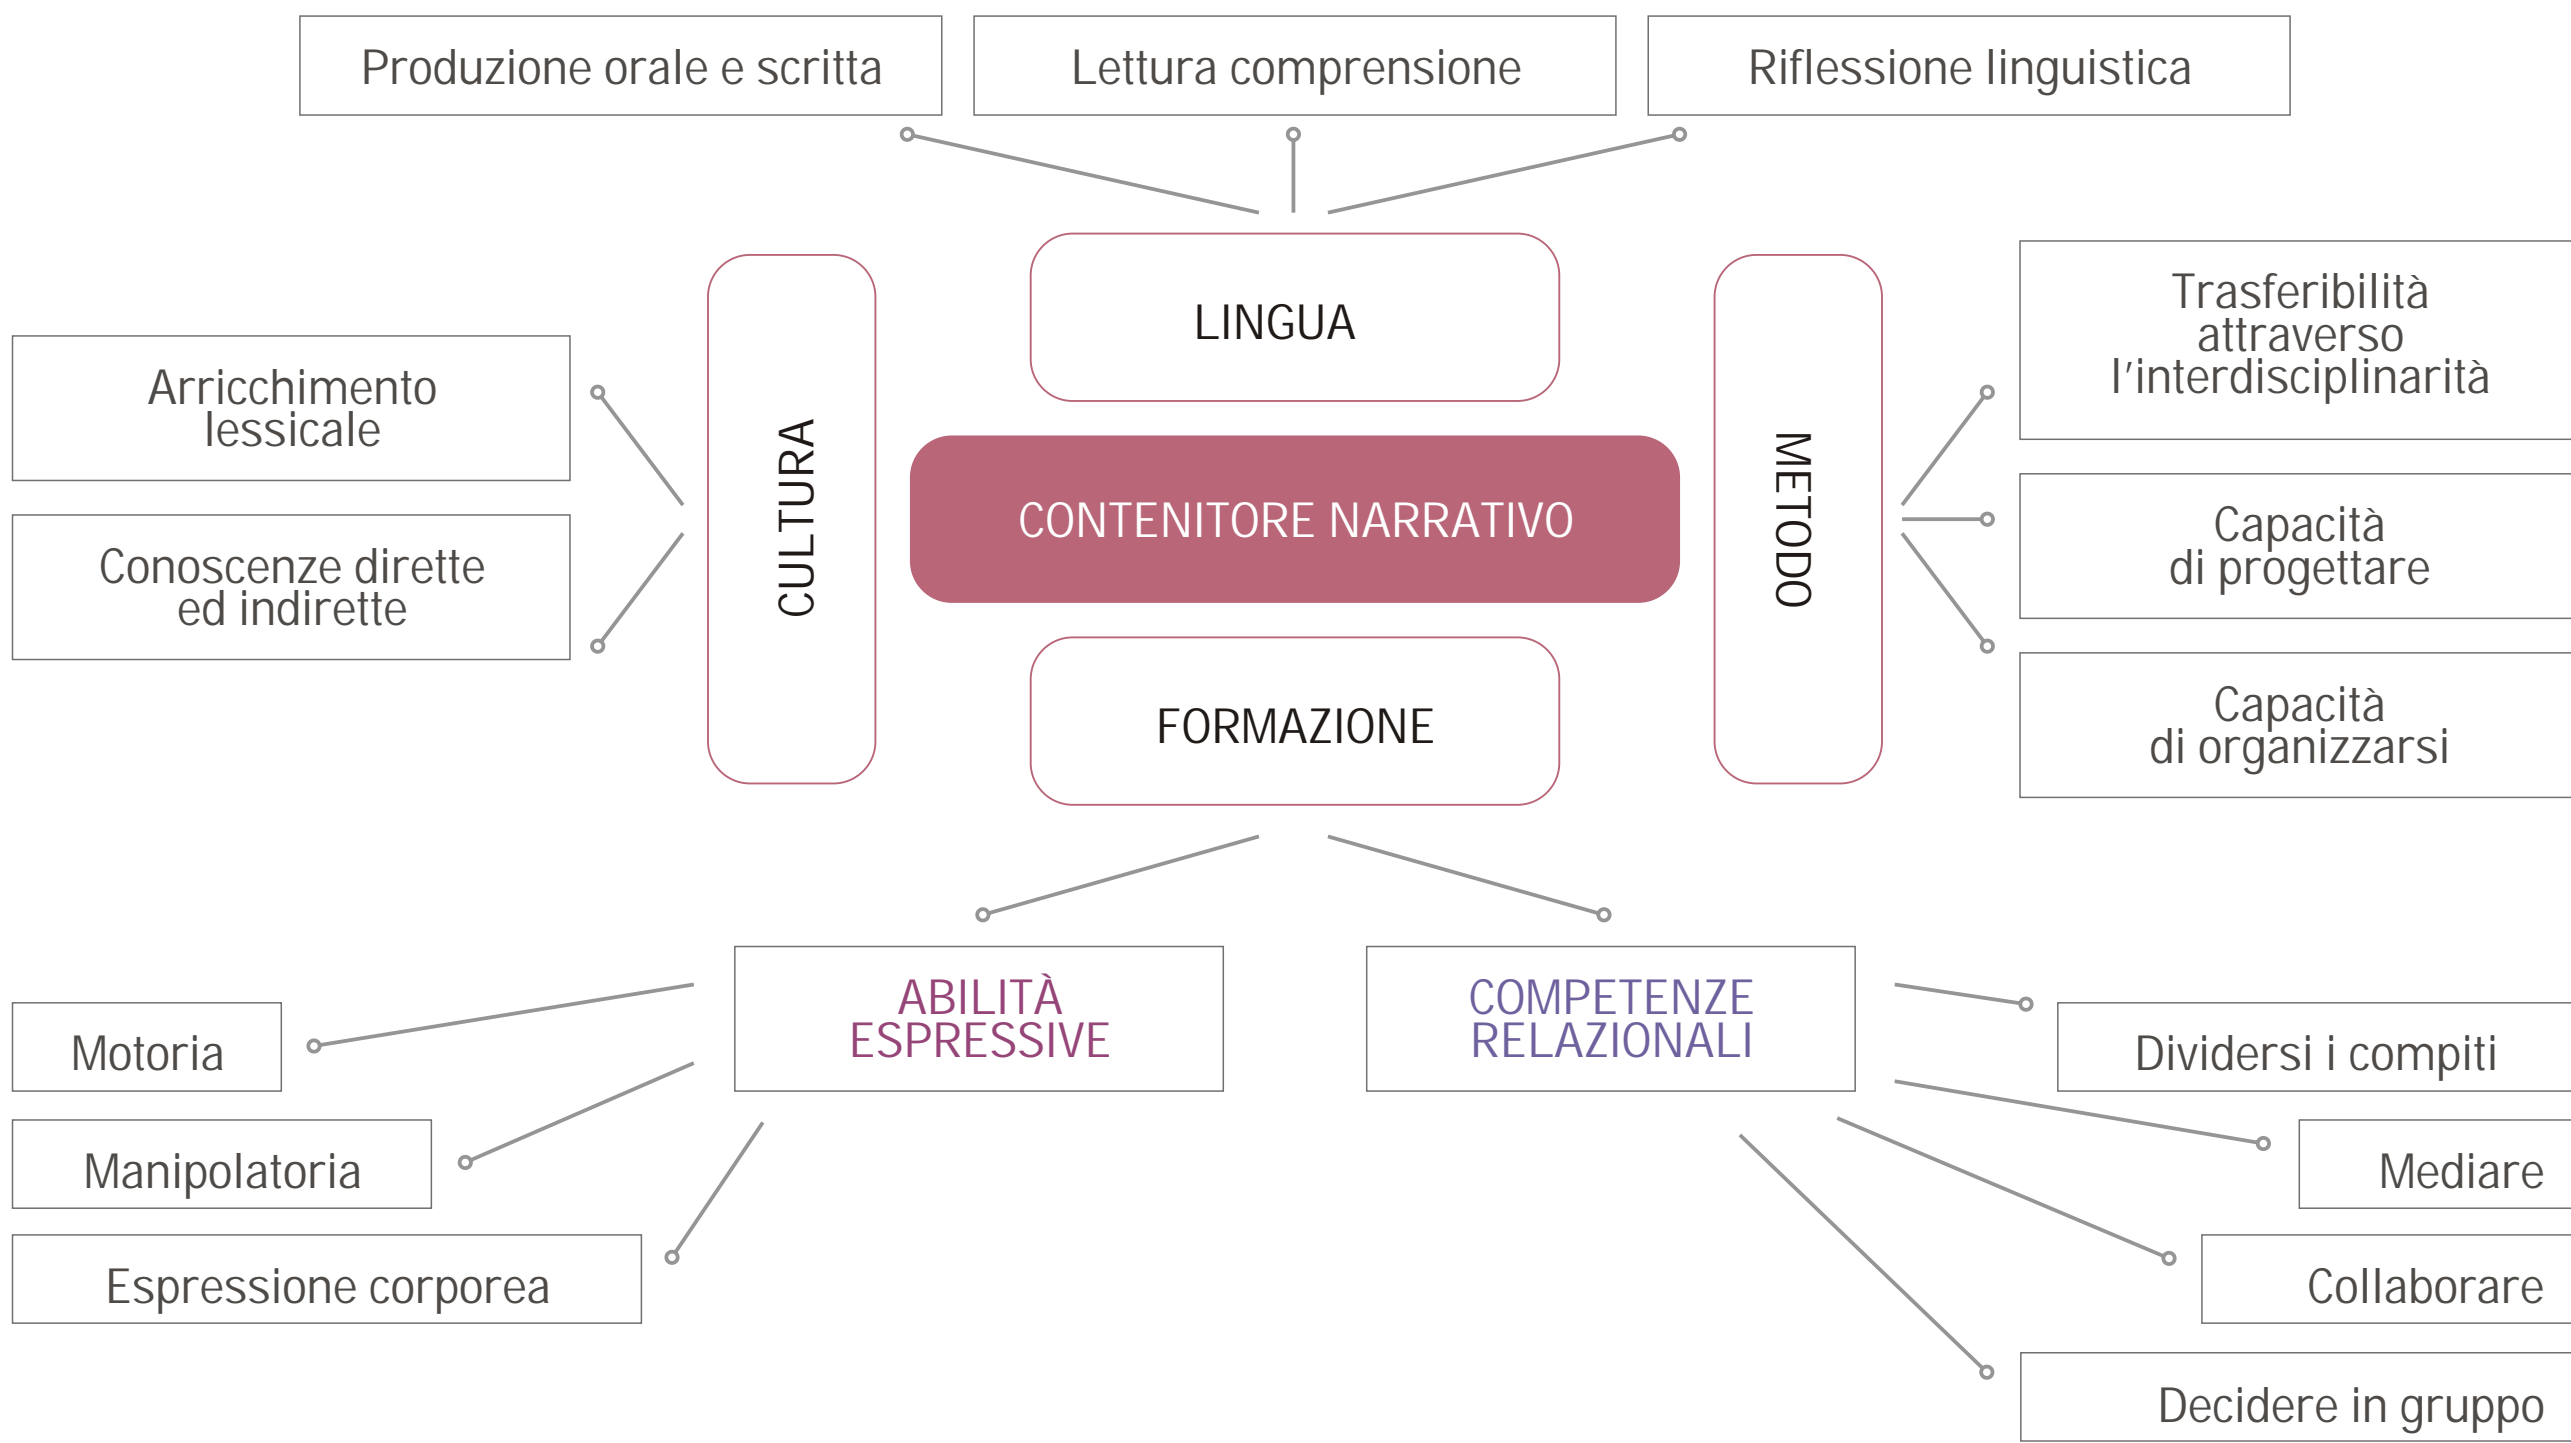 Produzione orale e scritta
Lettura comprensione
Riflessione linguistica
LINGUA
CULTURA
Arricchimento
lessicale
Conoscenze dirette
ed indirette
CONTENITORE NARRATIVO
METODO
Trasferibilità
attraverso
l'interdisciplinarità
Capacità
di progettare
Capacità
di organizzarsi
FORMAZIONE
ABILITÀ
ESPRESSIVE
Motoria
Manipolatoria
Espressione corporea
COMPETENZE
RELAZIONALI
Dividersi i compiti
Mediare
Collaborare
Decidere in gruppo